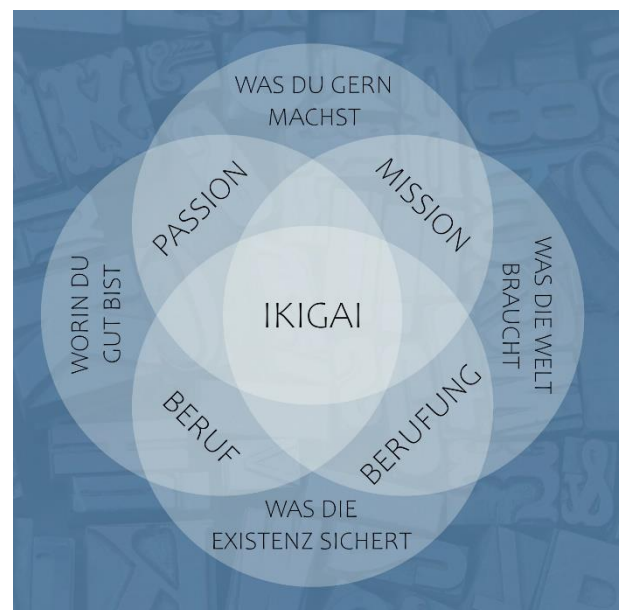 WAS DU GERN
MACHST
PASSION
MISSION
WORIN DU
GUT BIST
WAS DIE WELT
BRAUCHT
IKIGAI
BERUF
BERUFUNG
WAS DIE
EXISTENZ SICHERT